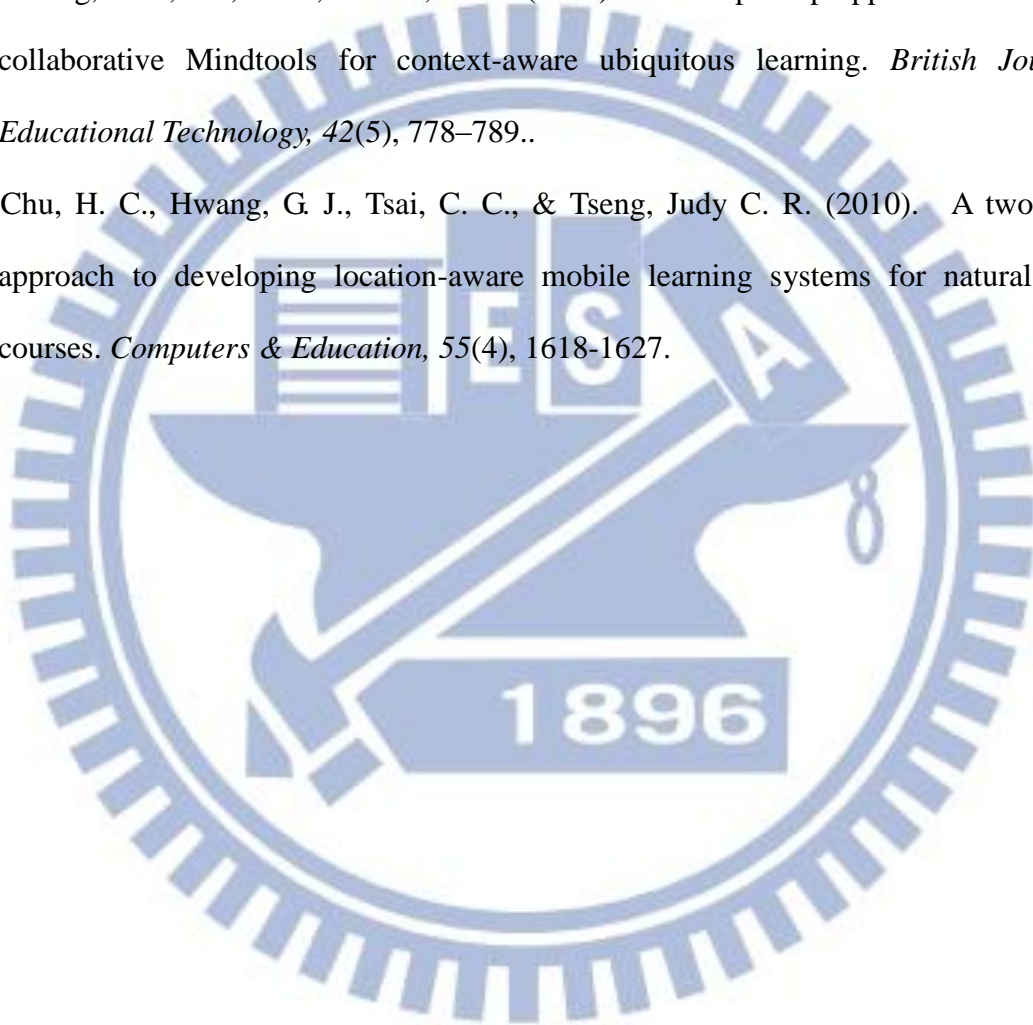 collaborative Mindtools for context-aware ubiquitous learning. British
Educational Technology, 42(5), 778–789..
Chu, H. C., Hwang, G. J., Tsai, C. C., & Tseng, Judy C. R. (2010). A two
approach to developing location-aware mobile learning systems for natural
courses. Computers & Education, 55(4), 1618-1627.
E S A
1896